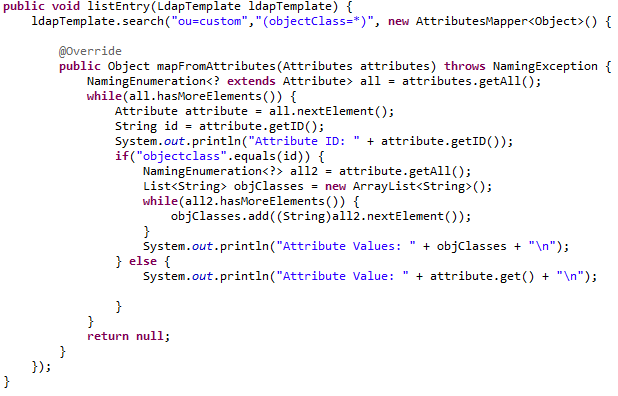 public void listEntry(LdapTemplate ldapTemplate) {
ldapTemplate.search("ou=custom","(objectClass=*)", new AttributesMapper<Object>() {
@Override
public Object mapFromAttributes(Attributes attributes) throws NamingException {
NamingEnumeration<? extends Attribute> all = attributes.getAll();
while(all.hasMoreElements()) {
Attribute attribute = all.nextElement();
String id = attribute.getID();
System.out.println("Attribute ID: " + attribute.getID());
if("objectclass".equals(id)) {
NamingEnumeration<?> all2 = attribute.getAll();
List<String> objClasses = new ArrayList<String>();
while(all2.hasMoreElements()) {
objClasses.add((String)all2.nextElement());
}
System.out.println("Attribute Values: " + objClasses + "\n");
} else {
System.out.println("Attribute Value: " + attribute.get() + "\n");
}
}
return null;
}
});
}